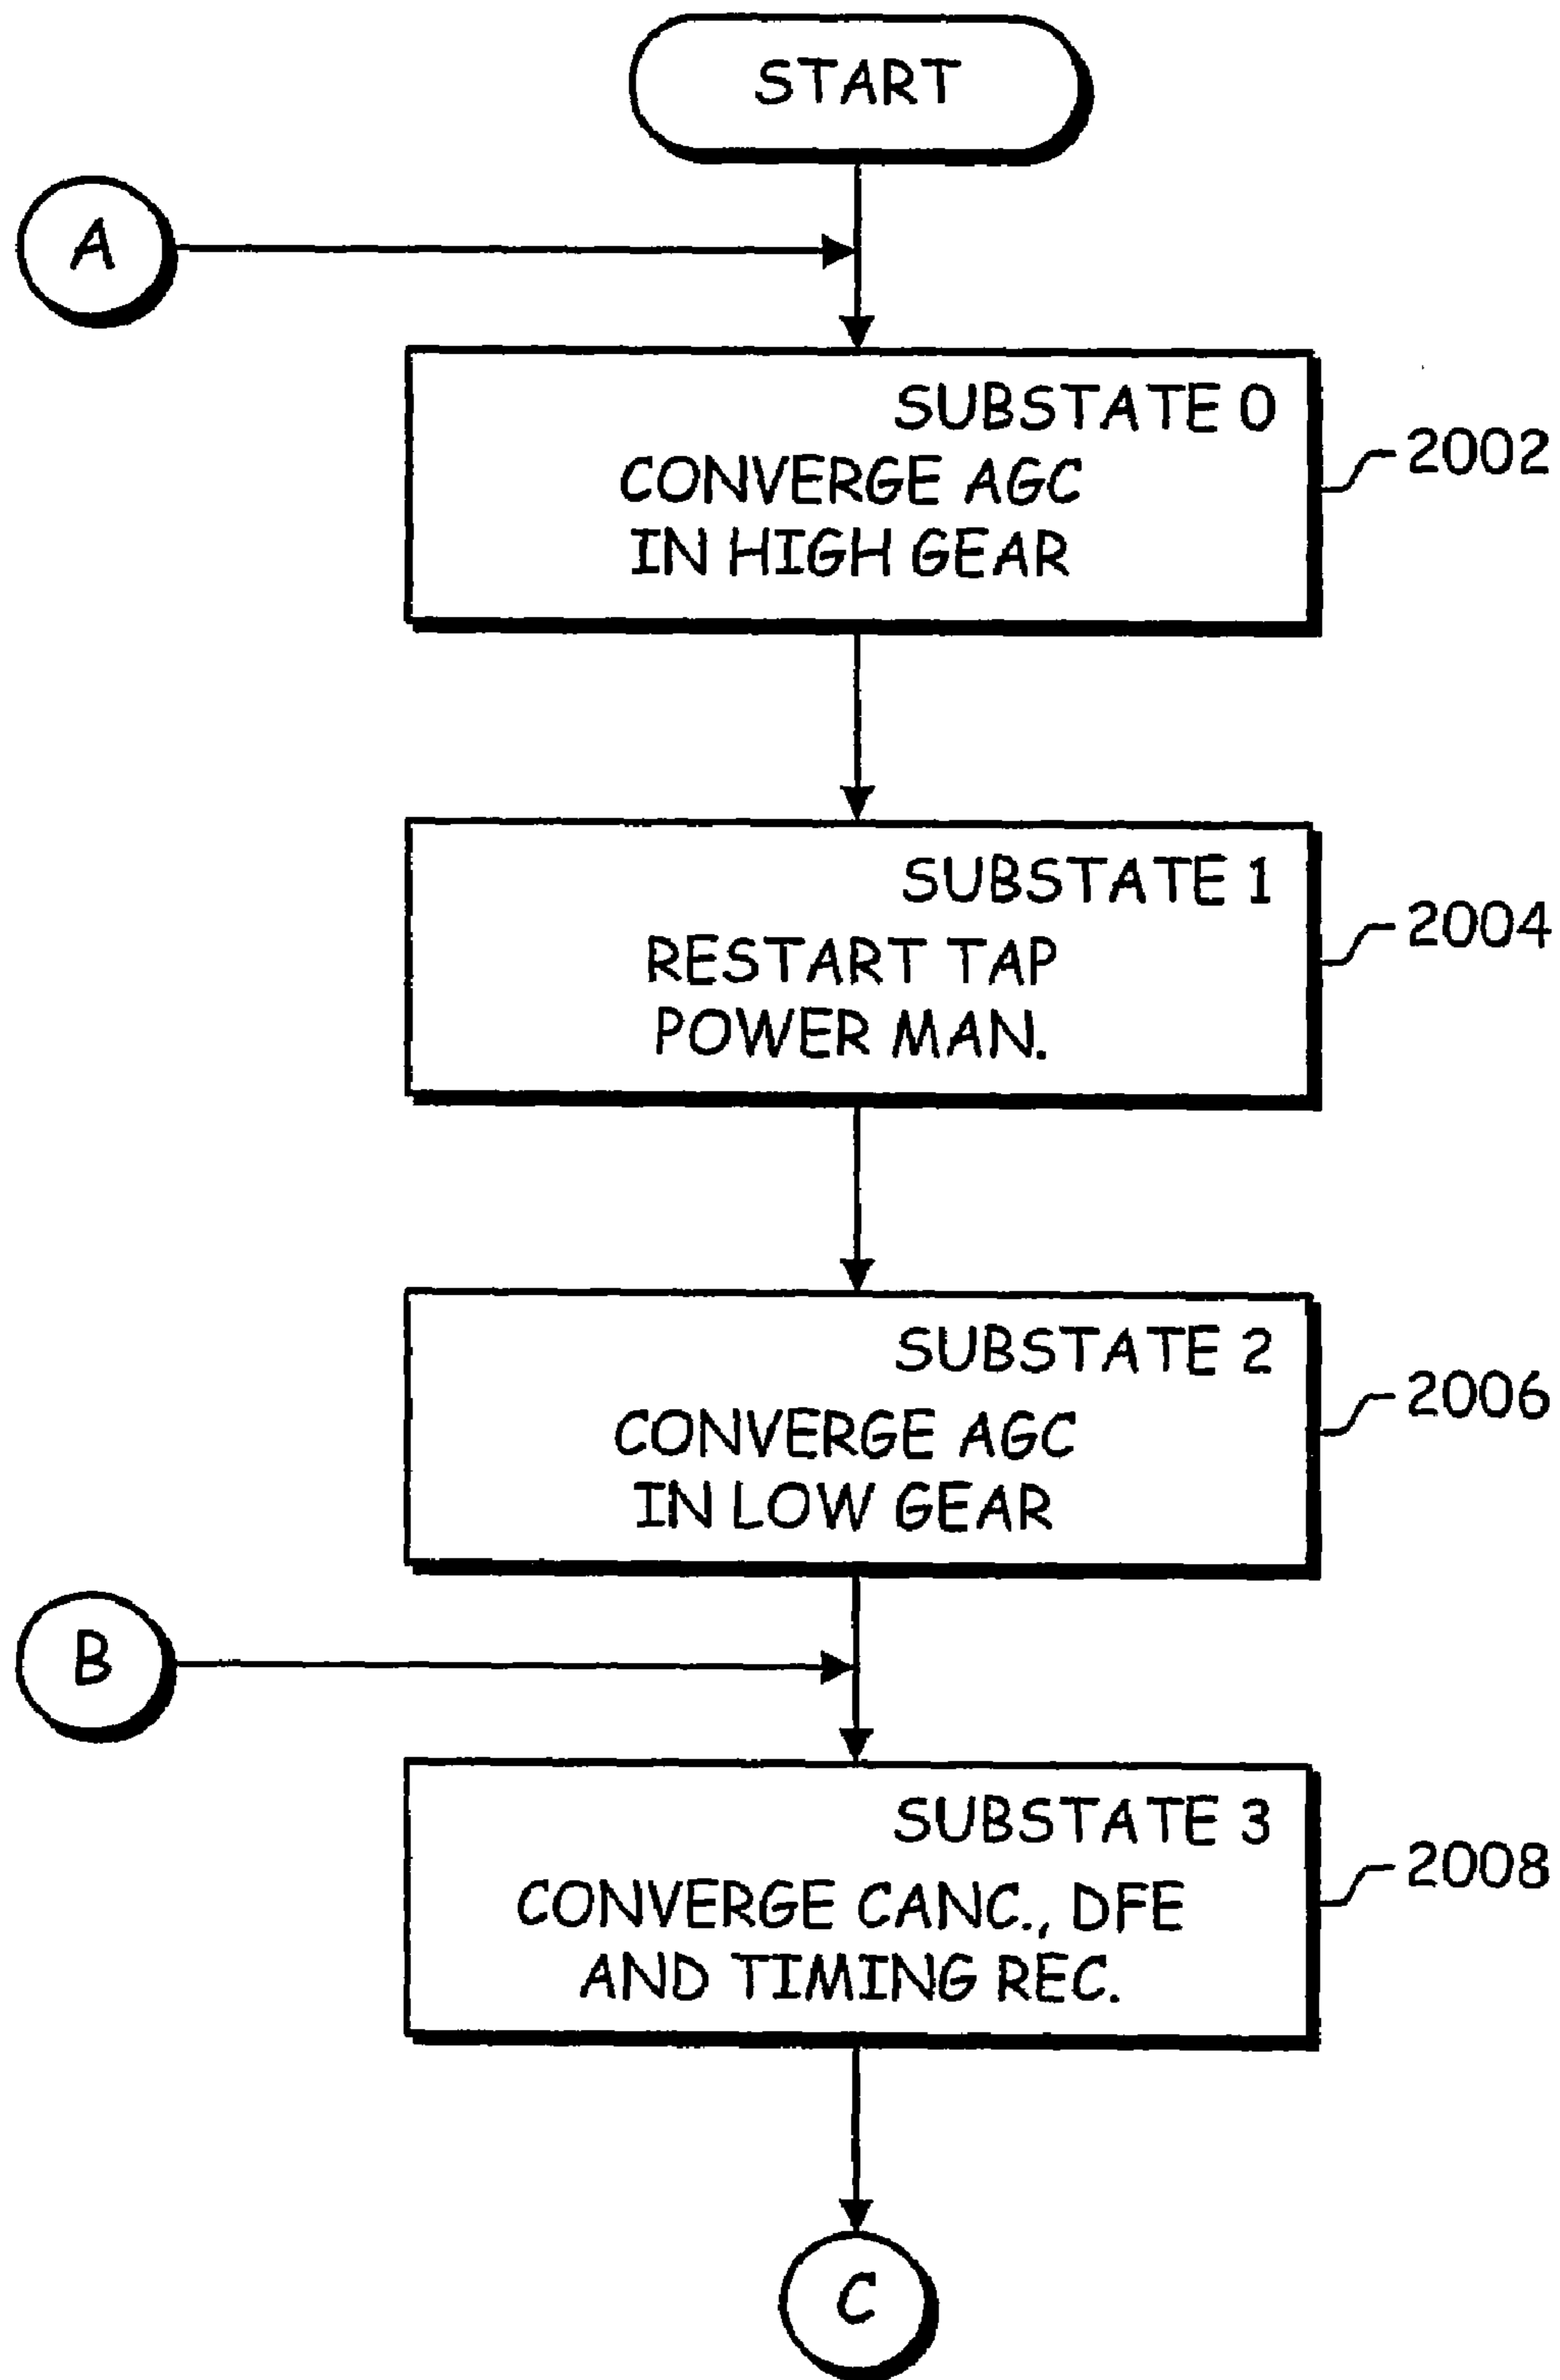 START
A
SUBSTATE 0
CONVERGE AGC
IN HIGH GEAR
2002
SUBSTATE 1
RESTART TAP
POWER MAN.
2004
SUBSTATE 2
CONVERGE AGC
IN LOW GEAR
2006
B
SUBSTATE 3
CONVERGE CANC., DFE
AND TIMING REC.
2008
C